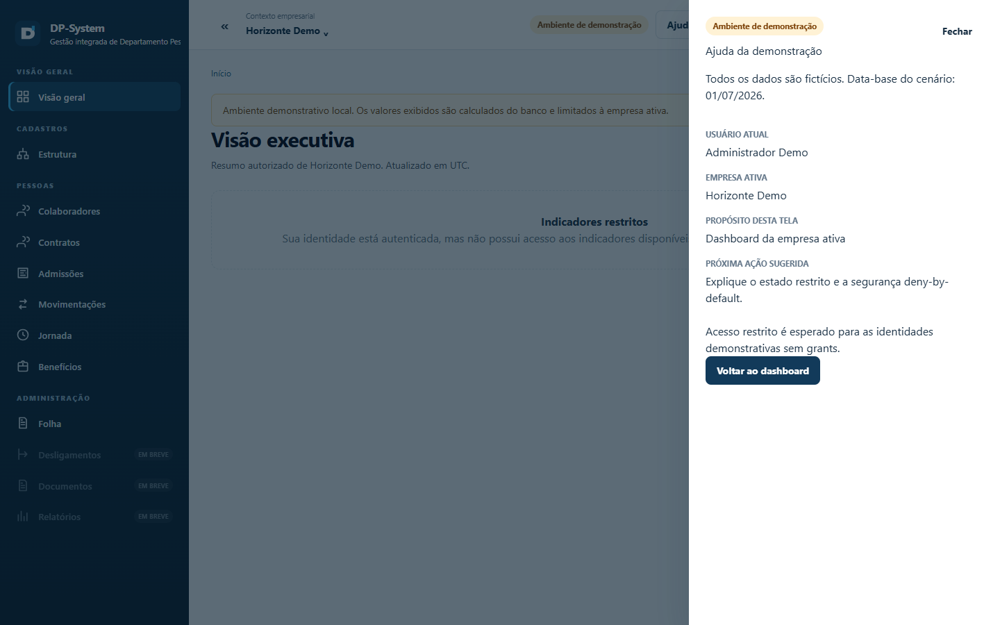 DP-System
Gestão integrada de Departamento Pes
VISÃO GERAL
Visão geral
CADASTROS
Estrutura
PESSOAS
Colaboradores
Contratos
Admissões
Movimentações
Jornada
Benefícios
ADMINISTRAÇÃO
Folha
Desligamentos EM BREVE
Documentos EM BREVE
Relatórios EM BREVE
«
Contexto empresarial
Horizonte Demo
Ambiente de demonstração
Ajud
Início
Ambiente demonstrativo local. Os valores exibidos são calculados do banco e limitados à empresa ativa.
Visão executiva
Resumo autorizado de Horizonte Demo. Atualizado em UTC.
Indicadores restritos
Sua identidade está autenticada, mas não possui acesso aos indicadores disponívei
Ambiente de demonstração
Fechar
Ajuda da demonstração
Todos os dados são fictícios. Data-base do cenário:
01/07/2026.
USUÁRIO ATUAL
Administrador Demo
EMPRESA ATIVA
Horizonte Demo
PROPÓSITO DESTA TELA
Dashboard da empresa ativa
PRÓXIMA AÇÃO SUGERIDA
Explique o estado restrito e a segurança deny-by-
default.
Acesso restrito é esperado para as identidades
demonstrativas sem grants.
Voltar ao dashboard